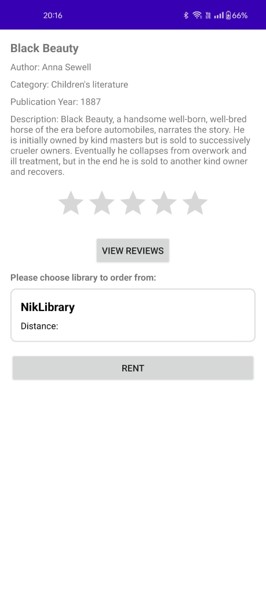 20:16
66%
Black Beauty
Author: Anna Sewell
Category: Children's literature
Publication Year: 1887
Description: Black Beauty, a handsome well-born, well-bred
horse of the era before automobiles, narrates the story. He
is initially owned by kind masters but is sold to successively
crueler owners. Eventually he collapses from overwork and
ill treatment, but in the end he is sold to another kind owner
and recovers.
VIEW REVIEWS
Please choose library to order from:
NikLibrary
Distance:
RENT